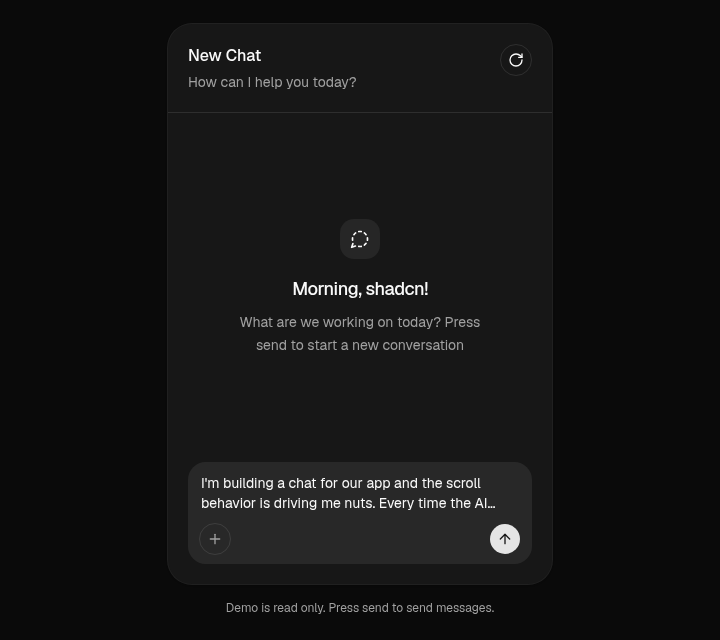 New Chat
How can I help you today?
Morning, shadcn!
What are we working on today? Press
send to start a new conversation
I'm building a chat for our app and the scroll
behavior is driving me nuts. Every time the AI…
Demo is read only. Press send to send messages.